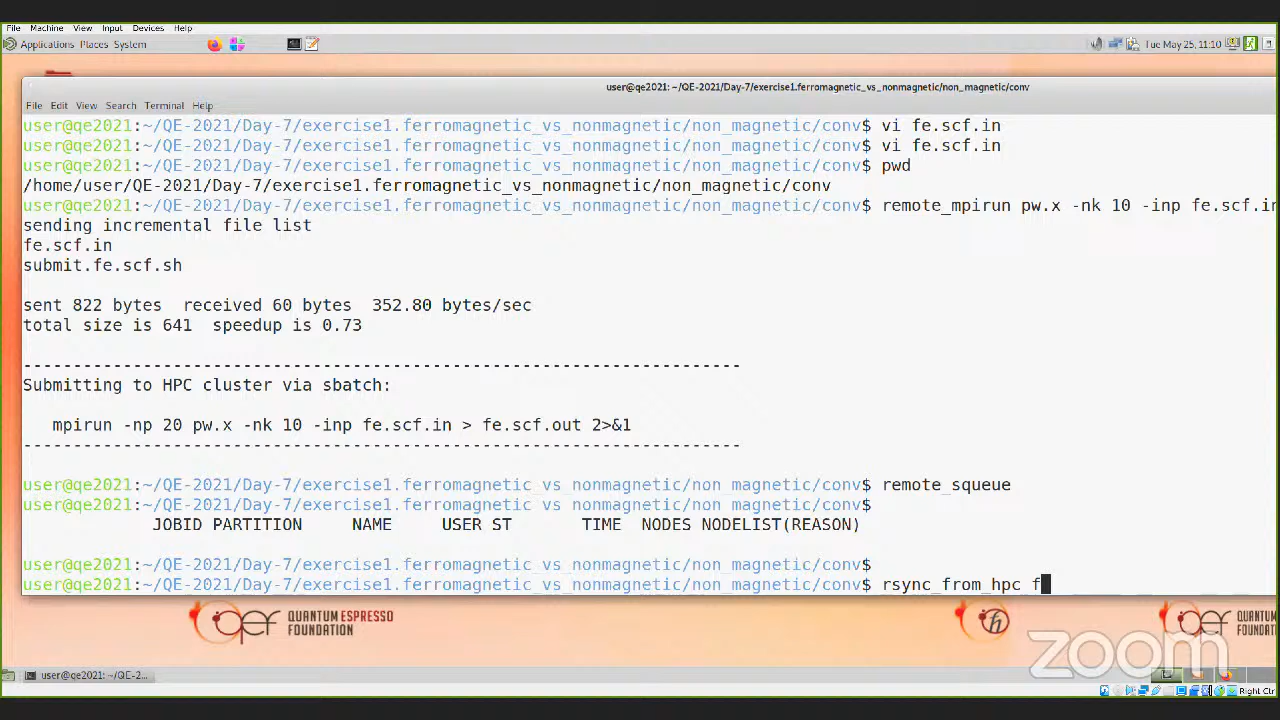 File Machine View Input Devices Help
Applications Places System
Tue May 25, 11:10
user@qe2021: ~/QE-2021/Day-7/exercise1.ferromagnetic_vs_nonmagnetic/non_magnetic/conv
File Edit View Search Terminal Help
user@qe2021:~/QE-2021/Day-7/exercise1.ferromagnetic_vs_nonmagnetic/non_magnetic/conv$ vi fe.scf.in
user@qe2021:~/QE-2021/Day-7/exercise1.ferromagnetic_vs_nonmagnetic/non_magnetic/conv$ vi fe.scf.in
user@qe2021:~/QE-2021/Day-7/exercise1.ferromagnetic_vs_nonmagnetic/non_magnetic/conv$ pwd
/home/user/QE-2021/Day-7/exercise1.ferromagnetic_vs_nonmagnetic/non_magnetic/conv
user@qe2021:~/QE-2021/Day-7/exercise1.ferromagnetic_vs_nonmagnetic/non_magnetic/conv$ remote_mpirun pw.x -nk 10 -inp fe.scf.in
sending incremental file list
fe.scf.in
submit.fe.scf.sh
sent 822 bytes  received 60 bytes  352.80 bytes/sec
total size is 641  speedup is 0.73
------------------------------------------------------------------------
Submitting to HPC cluster via sbatch:
mpirun -np 20 pw.x -nk 10 -inp fe.scf.in > fe.scf.out 2>&1
------------------------------------------------------------------------
user@qe2021:~/QE-2021/Day-7/exercise1.ferromagnetic_vs_nonmagnetic/non_magnetic/conv$ remote_squeue
user@qe2021:~/QE-2021/Day-7/exercise1.ferromagnetic_vs_nonmagnetic/non_magnetic/conv$
JOBID PARTITION     NAME     USER ST       TIME  NODES NODELIST(REASON)
user@qe2021:~/QE-2021/Day-7/exercise1.ferromagnetic_vs_nonmagnetic/non_magnetic/conv$
user@qe2021:~/QE-2021/Day-7/exercise1.ferromagnetic_vs_nonmagnetic/non_magnetic/conv$ rsync_from_hpc f
QUANTUM ESPRESSO
FOUNDATION
QUANTUM
FOUNDAT
zoom
user@qe2021: ~/QE-2...
Right Ctr